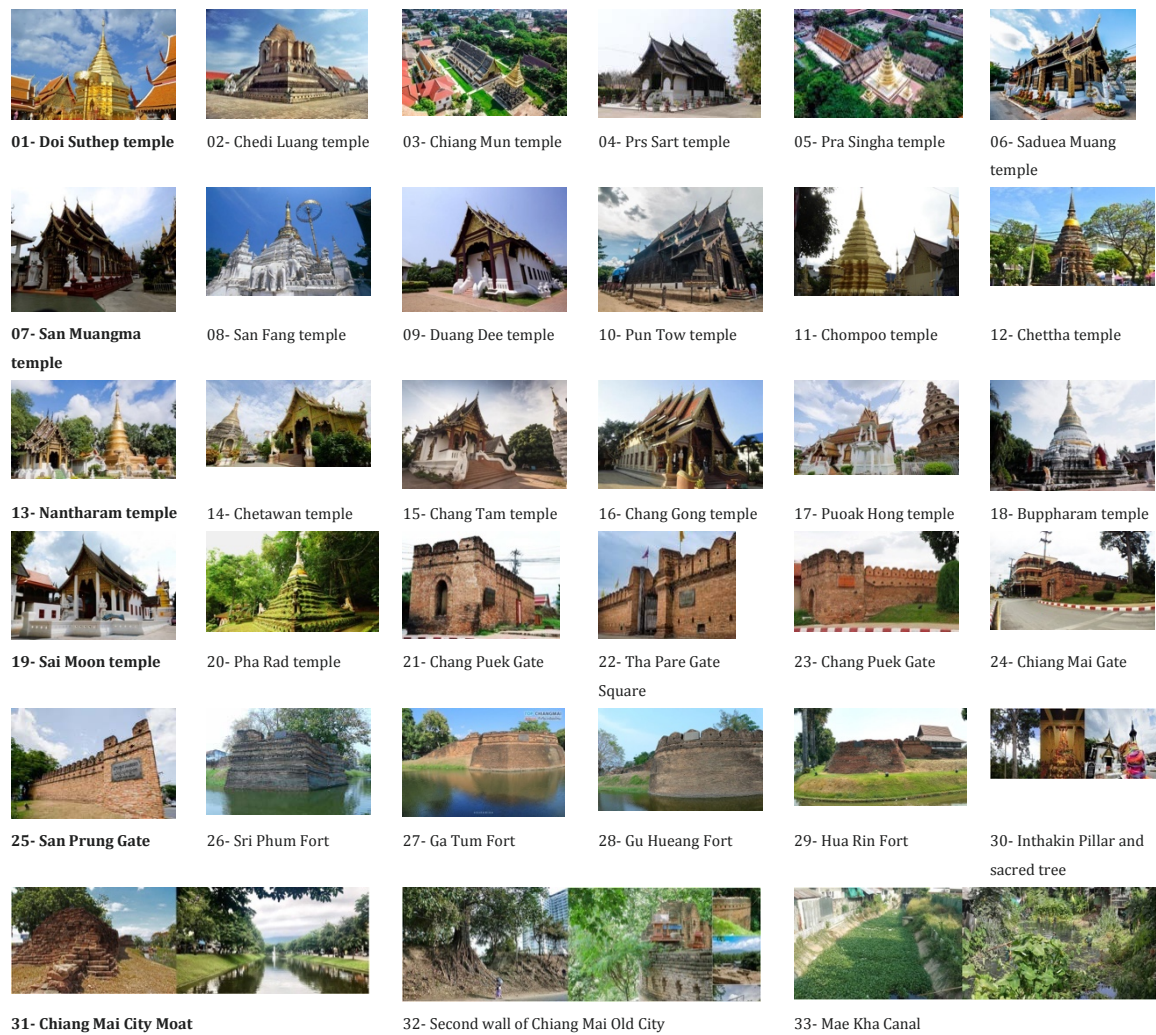 01- Doi Suthep temple
02- Chedi Luang temple
03- Chiang Mun temple
04- Prs Sart temple
05- Pra Singha temple
06- Saduea Muang
temple
07- San Muangma
temple
08- San Fang temple
09- Duang Dee temple
10- Pun Tow temple
11- Chompoo temple
12- Chettha temple
13- Nantharam temple
14- Chetawan temple
15- Chang Tam temple
16- Chang Gong temple
17- Puoak Hong temple
18- Buppharam temple
19- Sai Moon temple
20- Pha Rad temple
21- Chang Puek Gate
22- Tha Pare Gate
Square
23- Chang Puek Gate
24- Chiang Mai Gate
25- San Prung Gate
26- Sri Phum Fort
27- Ga Tum Fort
28- Gu Hueang Fort
29- Hua Rin Fort
30- Inthakin Pillar and
sacred tree
31- Chiang Mai City Moat
32- Second wall of Chiang Mai Old City
33- Mae Kha Canal